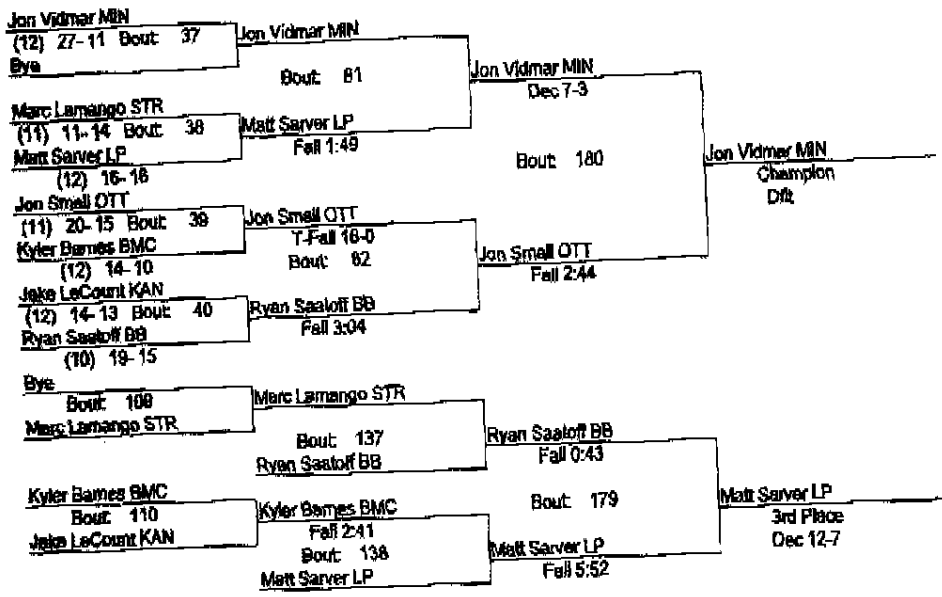 Jon Vidmar MIN
(12) 27-11 Bout: 37
Bye
Jon Vidmar MIN
Bout: 81
Marc Lamango STR
(11) 11-14 Bout: 38
Matt Sarver LP
(12) 16-16
Matt Sarver LP
Fall 1:49
Jon Vidmar MIN
Dec 7-3
Jon Small OTT
(11) 20-15 Bout: 39
Kyler Barnes BMC
(12) 14-10
Jon Small OTT
T-Fall 16-0
Bout: 82
Jake LeCount KAN
(12) 14-13 Bout: 40
Ryan Saatoff BB
(10) 19-15
Ryan Saatoff BB
Fall 3:04
Jon Small OTT
Fall 2:44
Bout: 180
Jon Vidmar MIN
Champion
Dflt
Bye
Bout: 109
Marc Lamango STR
Marc Lamango STR
Bout: 137
Ryan Saatoff BB
Ryan Saatoff BB
Fall 0:43
Kyler Barnes BMC
Bout: 110
Jake LeCount KAN
Kyler Barnes BMC
Fall 2:41
Bout: 138
Matt Sarver LP
Matt Sarver LP
Fall 5:52
Bout: 179
Matt Sarver LP
3rd Place
Dec 12-7